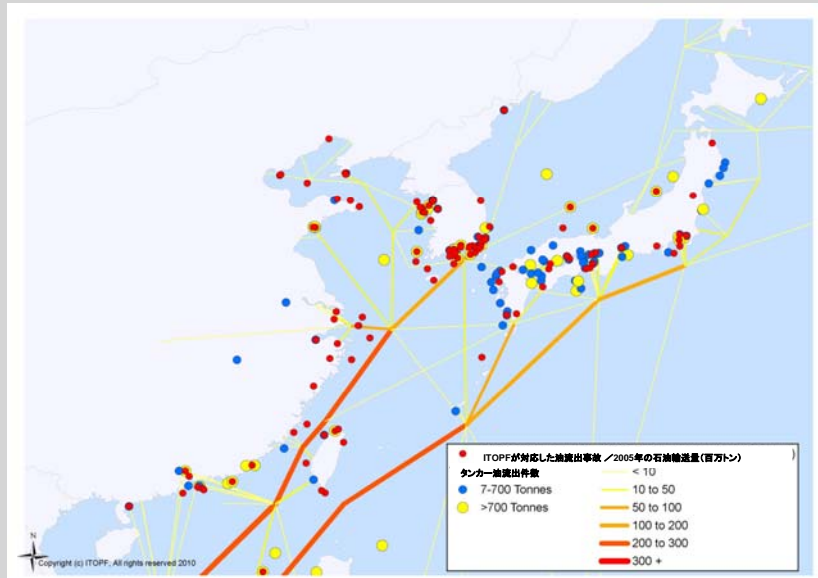 ITOPFが対応した油流出事故 ／2005年の石油輸送量(百万トン)
)
タンカー油流出件数
7-700 Tonnes
>700 Tonnes
< 10
10 to 50
50 to 100
100 to 200
200 to 300
300 +
N
Copyright (c) ITOPF, All rights reserved 2010